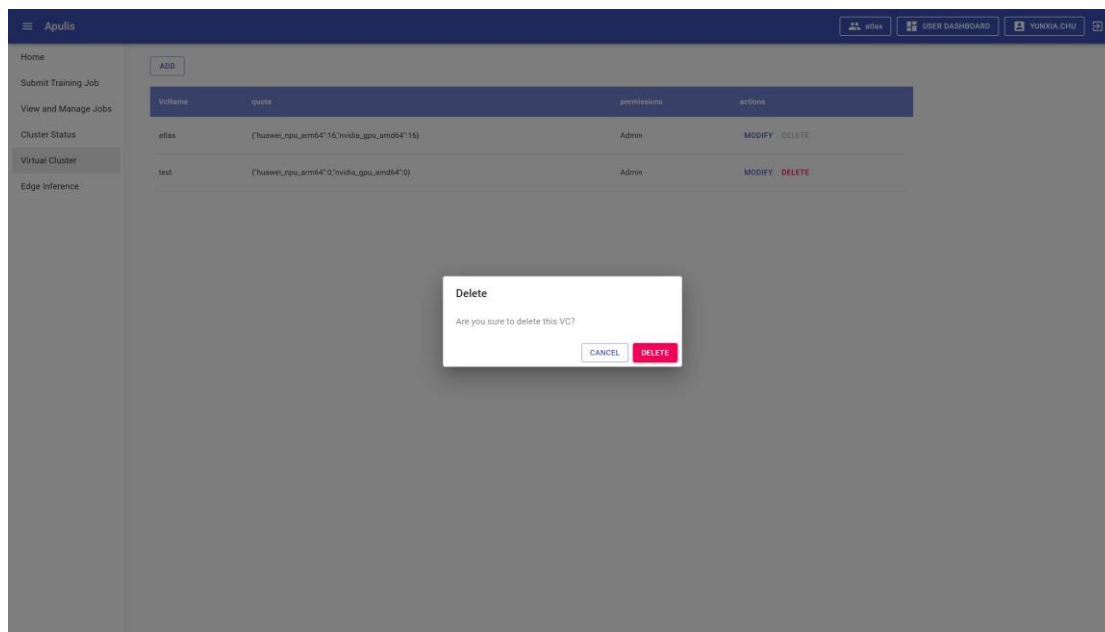 Apulis
atlas
USER DASHBOARD
YUNXIA.CHU
Home
Submit Training Job
View and Manage Jobs
Cluster Status
Virtual Cluster
Edge Inference
ADD
VcName quota permissions actions
atlas {"huawei_npu_arm64":16,"nvidia_gpu_amd64":16} Admin MODIFY DELETE
test {"huawei_npu_arm64":0,"nvidia_gpu_amd64":0} Admin MODIFY DELETE
Delete
Are you sure to delete this VC?
CANCEL DELETE